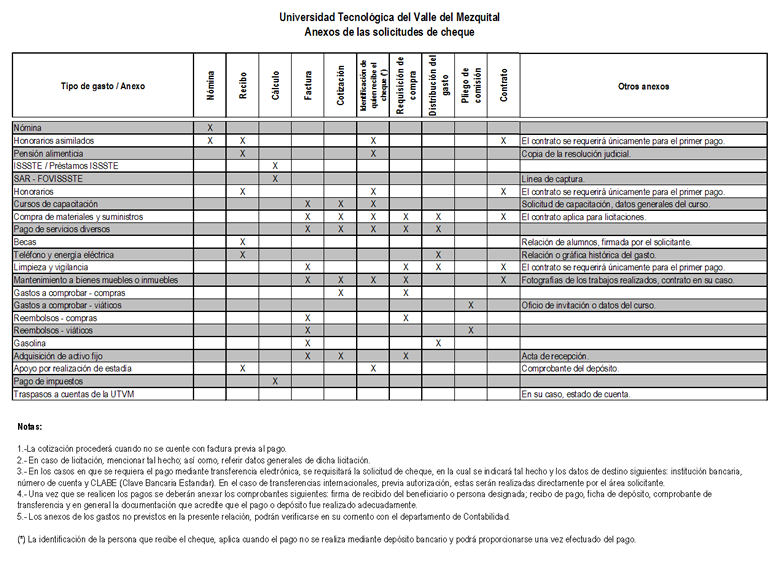 Universidad Tecnológica del Valle del Mezquital
Anexos de las solicitudes de cheque
Tipo de gasto / Anexo Nómina Recibo Cálculo Factura Cotización Identificación de quien recibe el cheque (*) Requisición de compra Distribución del gasto Pliego de comisión Contrato Otros anexos
Nómina X
Honorarios asimilados X X X X El contrato se requerirá únicamente para el primer pago.
Pensión alimenticia X X Copia de la resolución judicial.
ISSSTE / Préstamos ISSSTE X
SAR - FOVISSSTE X Linea de captura.
Honorarios X X X El contrato se requerirá únicamente para el primer pago.
Cursos de capacitación X X X Solicitud de capacitación, datos generales del curso.
Compra de materiales y suministros X X X X X X El contrato aplica para licitaciones.
Pago de servicios diversos X X X X X
Becas X Relación de alumnos, firmada por el solicitante.
Teléfono y energía eléctrica X X Relación o gráfica histórica del gasto.
Limpieza y vigilancia X X X X El contrato se requerirá únicamente para el primer pago.
Mantenimiento a bienes muebles o inmuebles X X X X X Fotografías de los trabajos realizados, contrato en su caso.
Gastos a comprobar - compras X X
Gastos a comprobar - viáticos X Oficio de invitación o datos del curso.
Reembolsos - compras X X
Reembolsos - viáticos X X
Gasolina X X
Adquisición de activo fijo X X X Acta de recepción.
Apoyo por realización de estadía X X Comprobante del depósito.
Pago de impuestos X
Traspasos a cuentas de la UTVM En su caso, estado de cuenta.
Notas:
1.-La cotización procederá cuando no se cuente con factura previa al pago.
2.- En caso de licitación, mencionar tal hecho; así como, referir datos generales de dicha licitación.
3.- En los casos en que se requiera el pago mediante transferencia electrónica, se requisitará la solicitud de cheque, en la cual se indicará tal hecho y los datos de destino siguientes: institución bancaria,
número de cuenta y CLABE (Clave Bancaria Estandar). En el caso de transferencias internacionales, previa autorización, estas serán realizadas directamente por el área solicitante.
4.- Una vez que se realicen los pagos se deberán anexar los comprobantes siguientes: firma de recibido del beneficiario o persona designada; recibo de pago, ficha de depósito, comprobante de
transferencia y en general la documentación que acredite que el pago o depósito fue realizado adecuadamente.
5.- Los anexos de los gastos no previstos en la presente relación, podrán verificarse en su comento con el departamento de Contabilidad.
(*) La identificación de la persona que recibe el cheque, aplica cuando el pago no se realiza mediante depósito bancario y podrá proporcionarse una vez efectuado del pago.